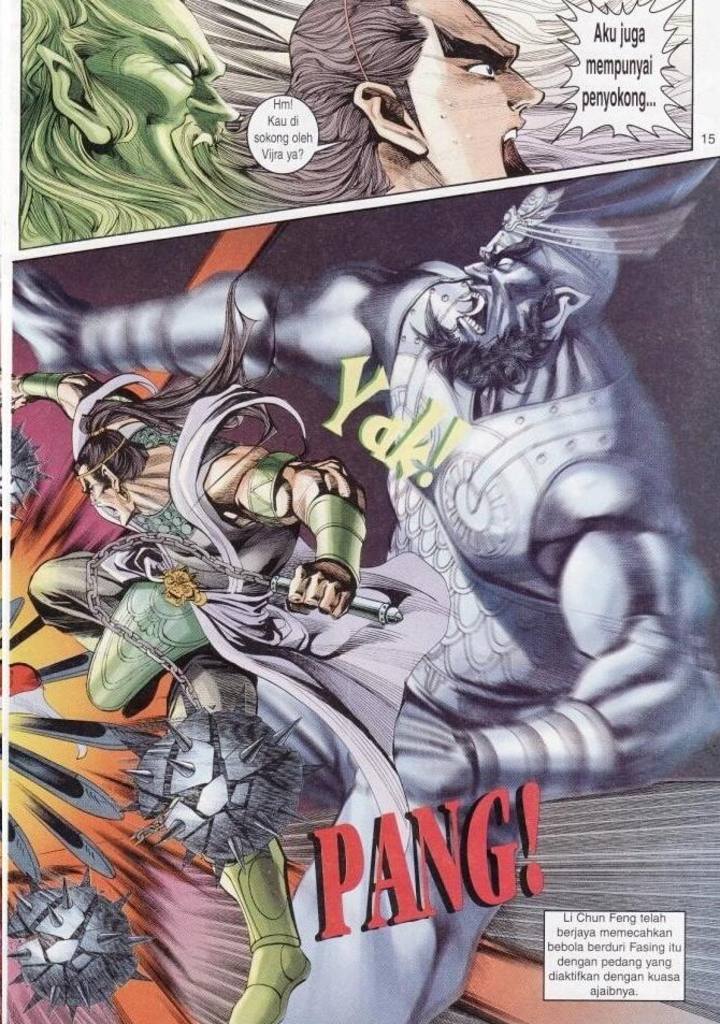 Hm!
Kau di
sokong oleh
Vijra ya?
Aku juga
mempunyai
penyokong...
15
Yak!
PANG!
Li Chun Feng telah
berjaya memecahkan
bebola berduri Fasing itu
dengan pedang yang
diaktifkan dengan kuasa
ajaibnya.